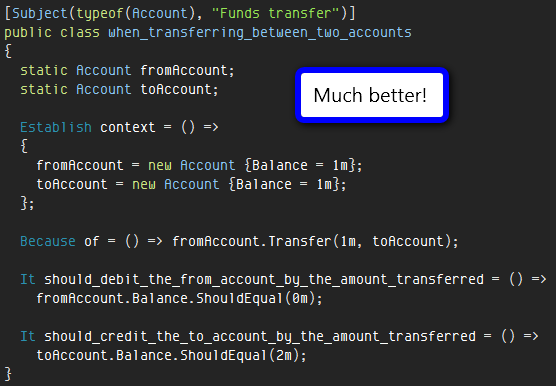 [Subject(typeof(Account), "Funds transfer")]
public class when_transferring_between_two_accounts
{
  static Account fromAccount;
  static Account toAccount;
Much better!
  Establish context = () =>
  {
    fromAccount = new Account {Balance = 1m};
    toAccount = new Account {Balance = 1m};
  };
  Because of = () => fromAccount.Transfer(1m, toAccount);
  It should_debit_the_from_account_by_the_amount_transferred = () =>
    fromAccount.Balance.ShouldEqual(0m);
  It should_credit_the_to_account_by_the_amount_transferred = () =>
    toAccount.Balance.ShouldEqual(2m);
}